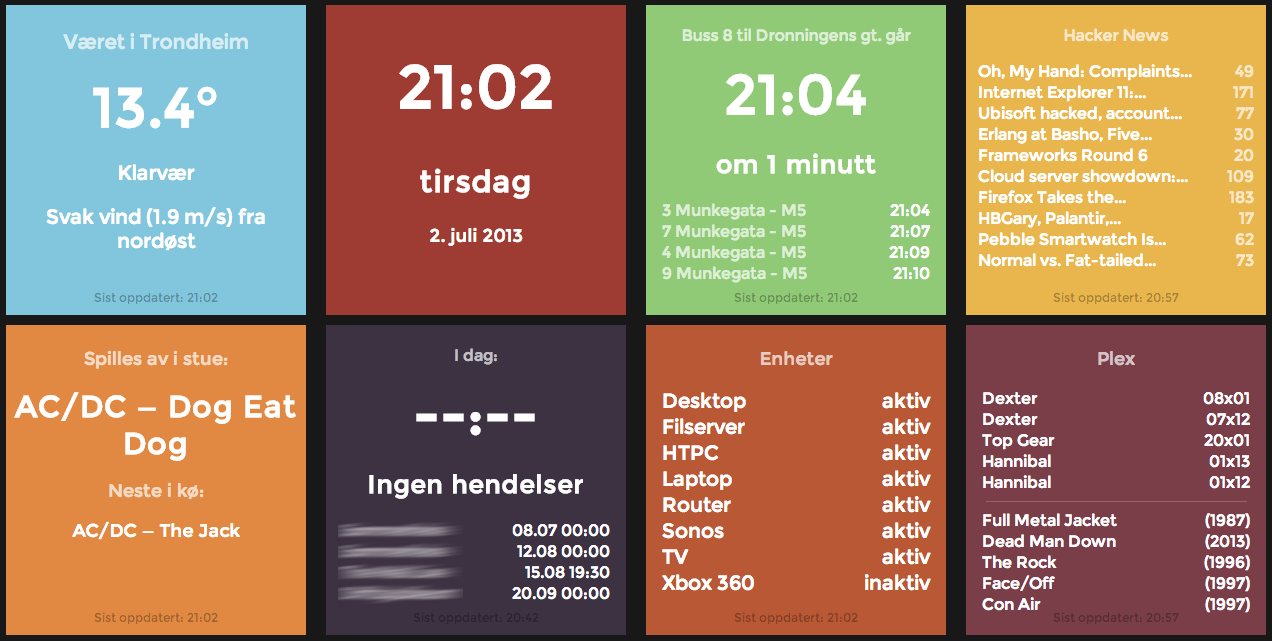 Været i Trondheim
13.4°
Klarvær
Svak vind (1.9 m/s) fra
nordøst
Sist oppdatert: 21:02
21:02
tirsdag
2. juli 2013
Buss 8 til Dronningens gt. går
21:04
om 1 minutt
3 Munkegata - M5 21:04
7 Munkegata - M5 21:07
4 Munkegata - M5 21:09
9 Munkegata - M5 21:10
Sist oppdatert: 21:02
Hacker News
Oh, My Hand: Complaints... 49
Internet Explorer 11:... 171
Ubisoft hacked, account... 77
Erlang at Basho, Five... 30
Frameworks Round 6 20
Cloud server showdown:... 109
Firefox Takes the... 183
HBGary, Palantir,... 17
Pebble Smartwatch Is... 62
Normal vs. Fat-tailed... 73
Sist oppdatert: 20:57
Spilles av i stue:
AC/DC – Dog Eat
Dog
Neste i kø:
AC/DC – The Jack
Sist oppdatert: 21:02
I dag:
--:--
Ingen hendelser
08.07 00:00
12.08 00:00
15.08 19:30
20.09 00:00
Sist oppdatert: 20:42
Enheter
Desktop aktiv
Filserver aktiv
HTPC aktiv
Laptop aktiv
Router aktiv
Sonos aktiv
TV aktiv
Xbox 360 inaktiv
Sist oppdatert: 21:02
Plex
Dexter 08x01
Dexter 07x12
Top Gear 20x01
Hannibal 01x13
Hannibal 01x12
Full Metal Jacket (1987)
Dead Man Down (2013)
The Rock (1996)
Face/Off (1997)
Con Air (1997)
Sist oppdatert: 20:57